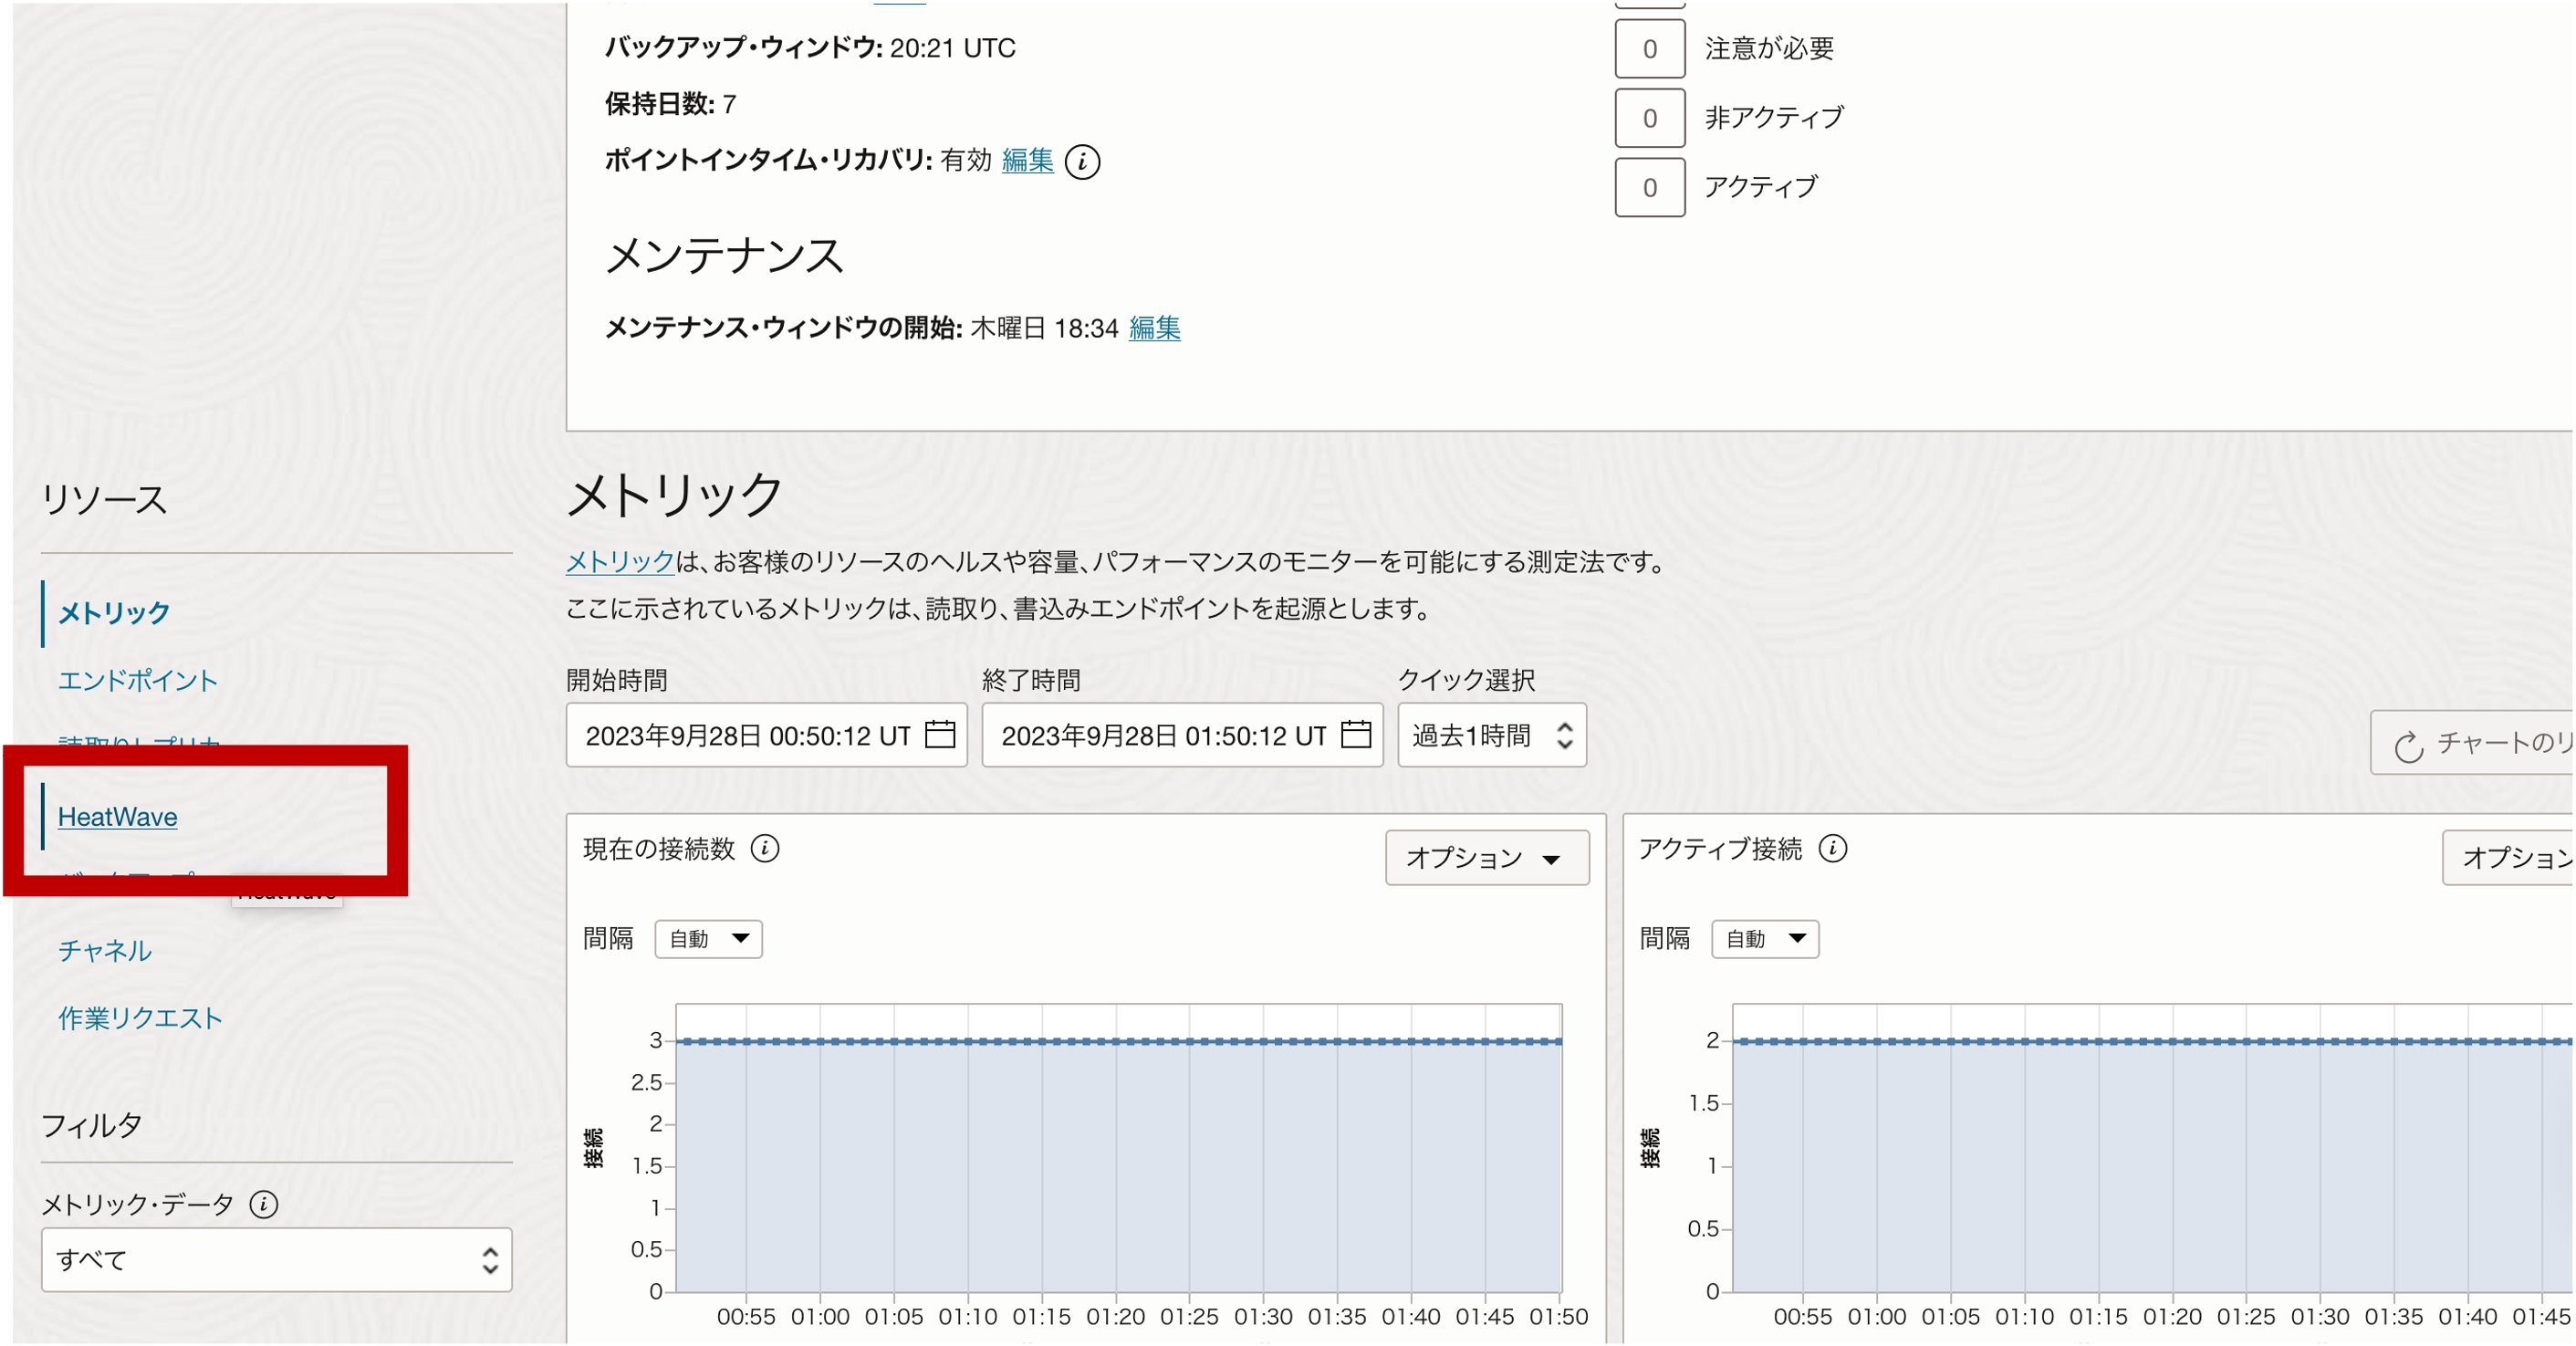 バックアップ・ウィンドウ: 20:21 UTC
保持日数: 7
ポイントインタイム・リカバリ: 有効 編集
メンテナンス
メンテナンス・ウィンドウの開始: 木曜日 18:34 編集
0 注意が必要
0 非アクティブ
0 アクティブ
リソース
メトリック
エンドポイント
読取りレプリカ
HeatWave
バックアップ
HeatWave
チャネル
作業リクエスト
フィルタ
メトリック・データ
すべて
メトリック
メトリックは、お客様のリソースのヘルスや容量、パフォーマンスのモニターを可能にする測定法です。
ここに示されているメトリックは、読取り、書込みエンドポイントを起源とします。
開始時間 終了時間 クイック選択
2023年9月28日 00:50:12 UT 2023年9月28日 01:50:12 UT 過去1時間
チャートのリ
現在の接続数 オプション
間隔 自動
接続
3
2.5
2
1.5
1
0.5
0
00:55 01:00 01:05 01:10 01:15 01:20 01:25 01:30 01:35 01:40 01:45 01:50
アクティブ接続 オプション
間隔 自動
接続
2
1.5
1
0.5
0
00:55 01:00 01:05 01:10 01:15 01:20 01:25 01:30 01:35 01:40 01:45